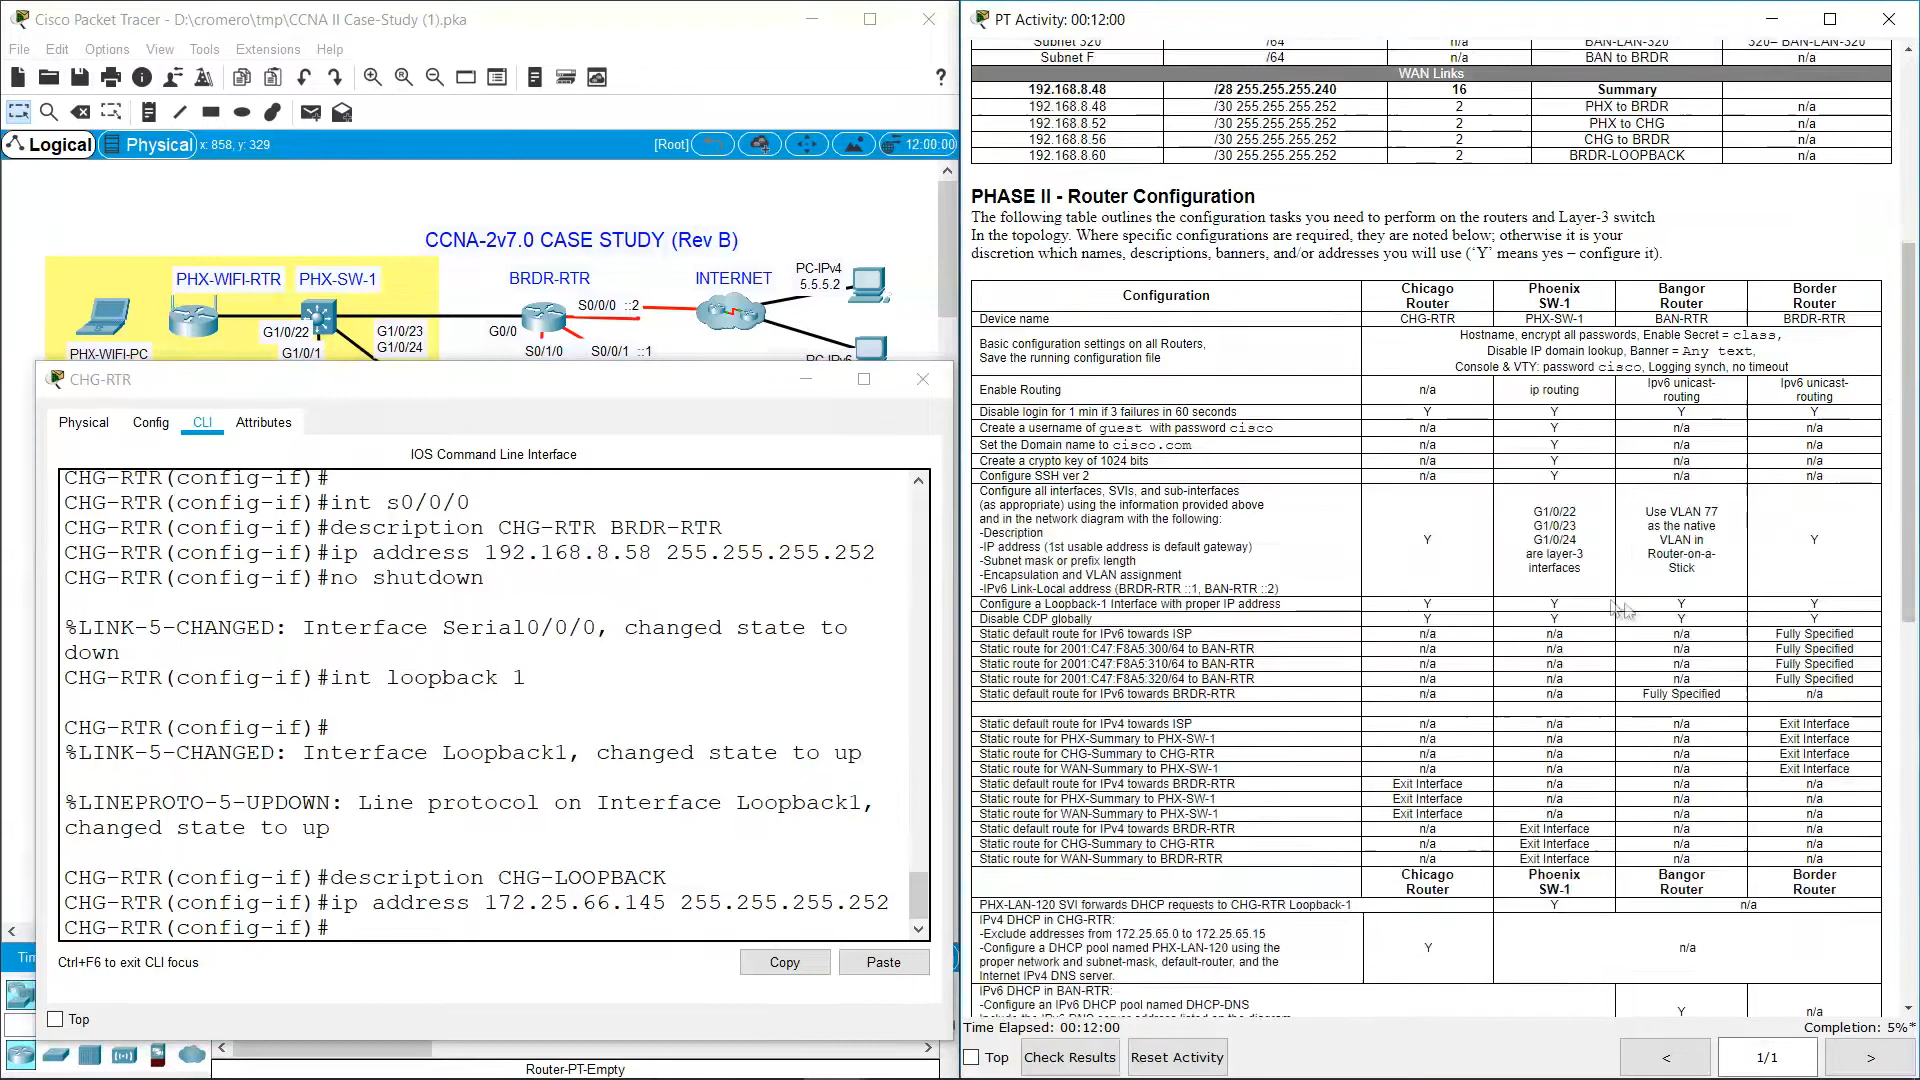 Cisco Packet Tracer - D:\cromero\tmp\CCNA II Case-Study (1).pka
File Edit Options View Tools Extensions Help
?
Logical Physical x: 858, y: 329 [Root] 12:00:00
CCNA-2v7.0 CASE STUDY (Rev B)
PHX-WIFI-RTR PHX-SW-1 BRDR-RTR INTERNET
PC-IPv4
5.5.5.2
S0/0/0 ::2
G1/0/22 G1/0/23 G0/0
G1/0/24
PHX-WIFI-PC G1/0/1 S0/1/0 S0/0/1 ::1
PC-IPv6
CHG-RTR
Physical Config CLI Attributes
IOS Command Line Interface
CHG-RTR(config-if)#
CHG-RTR(config-if)#int s0/0/0
CHG-RTR(config-if)#description CHG-RTR BRDR-RTR
CHG-RTR(config-if)#ip address 192.168.8.58 255.255.255.252
CHG-RTR(config-if)#no shutdown
%LINK-5-CHANGED: Interface Serial0/0/0, changed state to
down
CHG-RTR(config-if)#int loopback 1
CHG-RTR(config-if)#
%LINK-5-CHANGED: Interface Loopback1, changed state to up
%LINEPROTO-5-UPDOWN: Line protocol on Interface Loopback1,
changed state to up
CHG-RTR(config-if)#description CHG-LOOPBACK
CHG-RTR(config-if)#ip address 172.25.66.145 255.255.255.252
CHG-RTR(config-if)#
Ctrl+F6 to exit CLI focus Copy Paste
Top
Tim
Router-PT-Empty
PT Activity: 00:12:00
Subnet 320 /64 n/a BAN-LAN-320 320– BAN-LAN-320
Subnet F /64 n/a BAN to BRDR n/a
WAN Links
192.168.8.48 /28 255.255.255.240 16 Summary
192.168.8.48 /30 255.255.255.252 2 PHX to BRDR n/a
192.168.8.52 /30 255.255.255.252 2 PHX to CHG n/a
192.168.8.56 /30 255.255.255.252 2 CHG to BRDR n/a
192.168.8.60 /30 255.255.255.252 2 BRDR-LOOPBACK n/a
PHASE II - Router Configuration
The following table outlines the configuration tasks you need to perform on the routers and Layer-3 switch
In the topology. Where specific configurations are required, they are noted below; otherwise it is your
discretion which names, descriptions, banners, and/or addresses you will use (‘Y’ means yes – configure it).
Configuration Chicago Router Phoenix SW-1 Bangor Router Border Router
Device name CHG-RTR PHX-SW-1 BAN-RTR BRDR-RTR
Basic configuration settings on all Routers,
Save the running configuration file
Hostname, encrypt all passwords, Enable Secret = class,
Disable IP domain lookup, Banner = Any text,
Console & VTY: password cisco, Logging synch, no timeout
Enable Routing n/a ip routing Ipv6 unicast-routing Ipv6 unicast-routing
Disable login for 1 min if 3 failures in 60 seconds Y Y Y Y
Create a username of guest with password cisco n/a Y n/a n/a
Set the Domain name to cisco.com n/a Y n/a n/a
Create a crypto key of 1024 bits n/a Y n/a n/a
Configure SSH ver 2 n/a Y n/a n/a
Configure all interfaces, SVIs, and sub-interfaces
(as appropriate) using the information provided above
and in the network diagram with the following:
-Description
-IP address (1st usable address is default gateway)
-Subnet mask or prefix length
-Encapsulation and VLAN assignment
-IPv6 Link-Local address (BRDR-RTR ::1, BAN-RTR ::2)
Y
G1/0/22
G1/0/23
G1/0/24
are layer-3
interfaces
Use VLAN 77
as the native
VLAN in
Router-on-a-
Stick
Y
Configure a Loopback-1 Interface with proper IP address Y Y Y Y
Disable CDP globally Y Y Y Y
Static default route for IPv6 towards ISP n/a n/a n/a Fully Specified
Static route for 2001:C47:F8A5:300/64 to BAN-RTR n/a n/a n/a Fully Specified
Static route for 2001:C47:F8A5:310/64 to BAN-RTR n/a n/a n/a Fully Specified
Static route for 2001:C47:F8A5:320/64 to BAN-RTR n/a n/a n/a Fully Specified
Static default route for IPv6 towards BRDR-RTR n/a n/a Fully Specified n/a
Static default route for IPv4 towards ISP n/a n/a n/a Exit Interface
Static route for PHX-Summary to PHX-SW-1 n/a n/a n/a Exit Interface
Static route for CHG-Summary to CHG-RTR n/a n/a n/a Exit Interface
Static route for WAN-Summary to PHX-SW-1 n/a n/a n/a Exit Interface
Static default route for IPv4 towards BRDR-RTR Exit Interface n/a n/a n/a
Static route for PHX-Summary to PHX-SW-1 Exit Interface n/a n/a n/a
Static route for WAN-Summary to PHX-SW-1 Exit Interface n/a n/a n/a
Static default route for IPv4 towards BRDR-RTR n/a Exit Interface n/a n/a
Static route for CHG-Summary to CHG-RTR n/a Exit Interface n/a n/a
Static route for WAN-Summary to BRDR-RTR n/a Exit Interface n/a n/a
Chicago Router Phoenix SW-1 Bangor Router Border Router
PHX-LAN-120 SVI forwards DHCP requests to CHG-RTR Loopback-1 Y n/a
IPv4 DHCP in CHG-RTR:
-Exclude addresses from 172.25.65.0 to 172.25.65.15
-Configure a DHCP pool named PHX-LAN-120 using the
proper network and subnet-mask, default-router, and the
Internet IPv4 DNS server.
Y n/a
IPv6 DHCP in BAN-RTR:
-Configure an IPv6 DHCP pool named DHCP-DNS
Y n/a
Time Elapsed: 00:12:00 Completion: 5%*
Top Check Results Reset Activity < 1/1 >